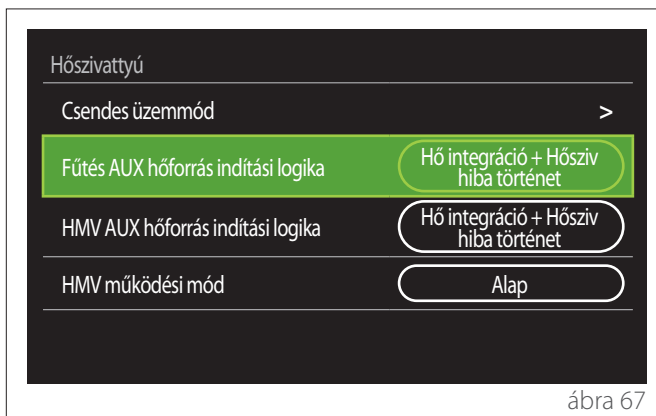 Hőszivattyú
Csendes üzemmód >
Fűtés AUX hőforrás indítási logika
Hő integráció + Hősziv
hiba történet
HMV AUX hőforrás indítási logika
Hő integráció + Hősziv
hiba történet
HMV működési mód
Alap
ábra 67